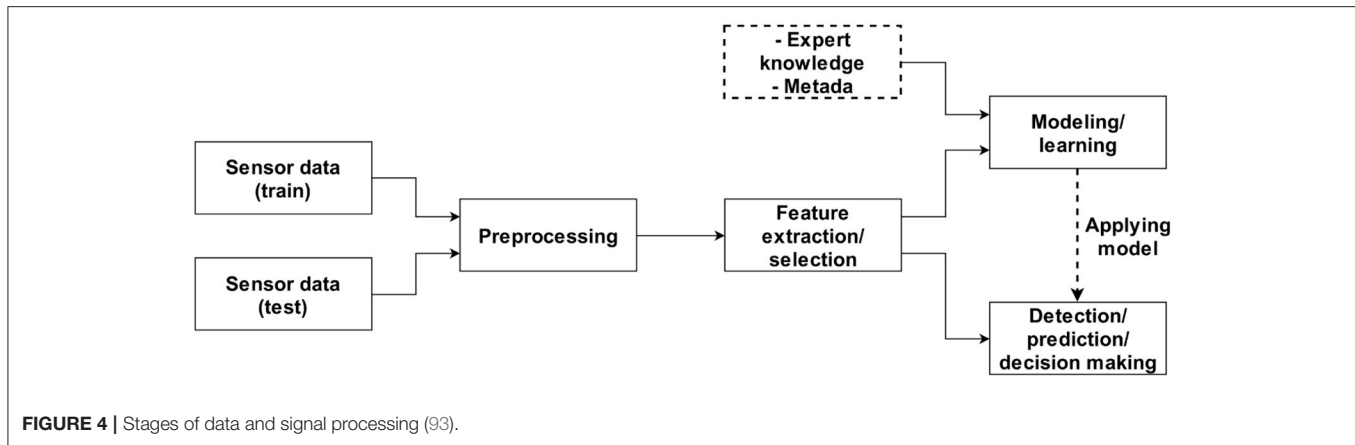 - Expert
knowledge
- Metada
Sensor data
(train)
Sensor data
(test)
Preprocessing
Feature
extraction/
selection
Modeling/
learning
Applying
model
Detection/
prediction/
decision making
FIGURE 4 | Stages of data and signal processing (93).